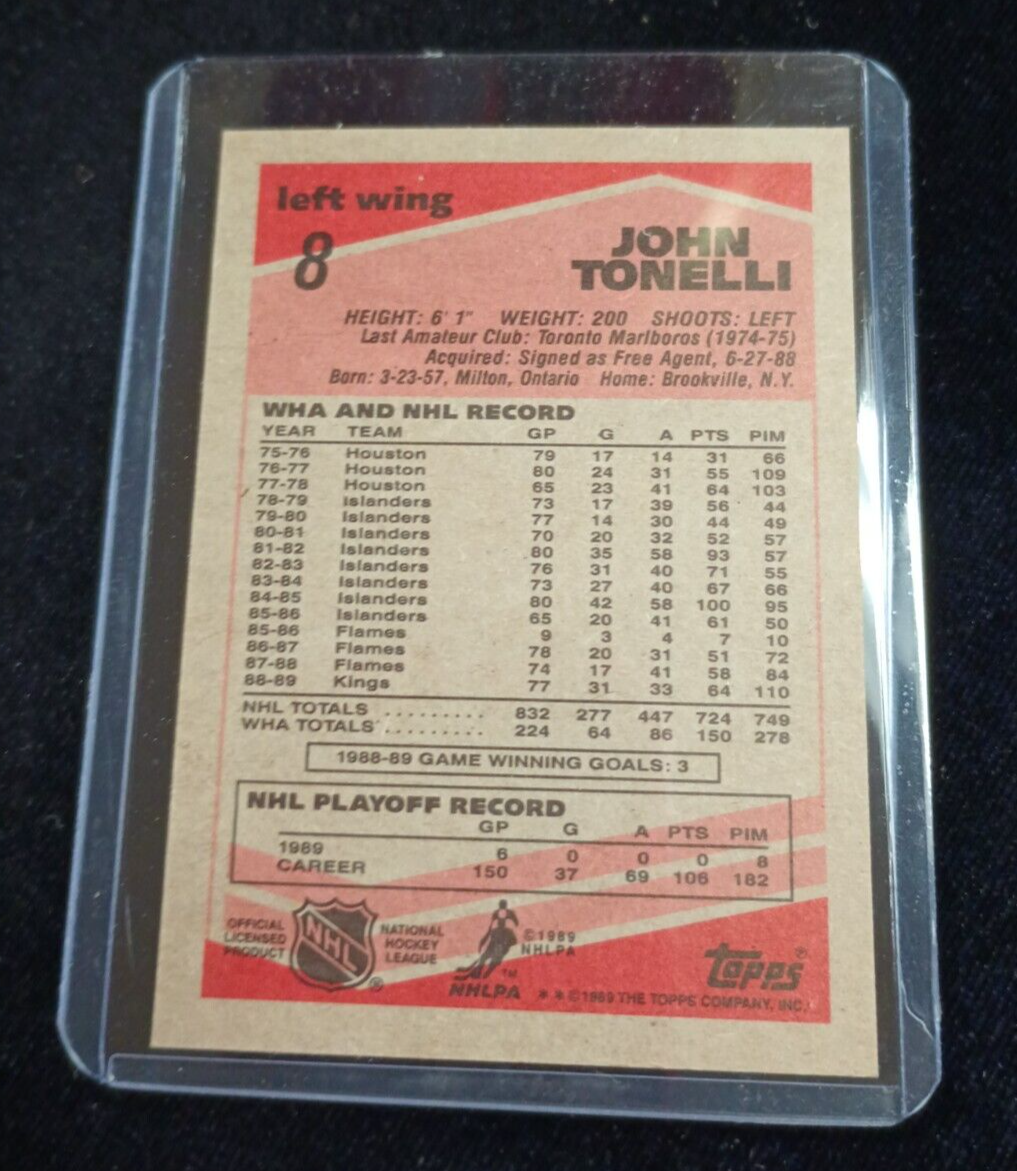 left wing
8
JOHN
TONELLI
HEIGHT: 6' 1" WEIGHT: 200 SHOOTS: LEFT
Last Amateur Club: Toronto Marlboros (1974-75)
Acquired: Signed as Free Agent, 6-27-88
Born: 3-23-57, Milton, Ontario Home: Brookville, N.Y.
WHA AND NHL RECORD
YEAR TEAM GP G A PTS PIM
75-76 Houston 79 17 14 31 66
76-77 Houston 80 24 31 55 109
77-78 Houston 65 23 41 64 103
78-79 Islanders 73 17 39 56 44
79-80 Islanders 77 14 30 44 49
80-81 Islanders 70 20 32 52 57
81-82 Islanders 80 35 58 93 57
82-83 Islanders 76 31 40 71 55
83-84 Islanders 73 27 40 67 66
84-85 Islanders 80 42 58 100 95
85-86 Islanders 65 20 41 61 50
85-86 Flames 9 3 4 7 10
86-87 Flames 78 20 31 51 72
87-88 Flames 74 17 41 58 84
88-89 Kings 77 31 33 64 110
NHL TOTALS ......... 832 277 447 724 749
WHA TOTALS ......... 224 64 86 150 278
1988-89 GAME WINNING GOALS: 3
NHL PLAYOFF RECORD
GP G A PTS PIM
1989 6 0 0 0 8
CAREER 150 37 69 106 182
OFFICIAL
LICENSED
PRODUCT
NHL
®
NATIONAL
HOCKEY
LEAGUE
©1989
NHLPA
™
NHLPA
topps®
* * ©1989 THE TOPPS COMPANY, INC.